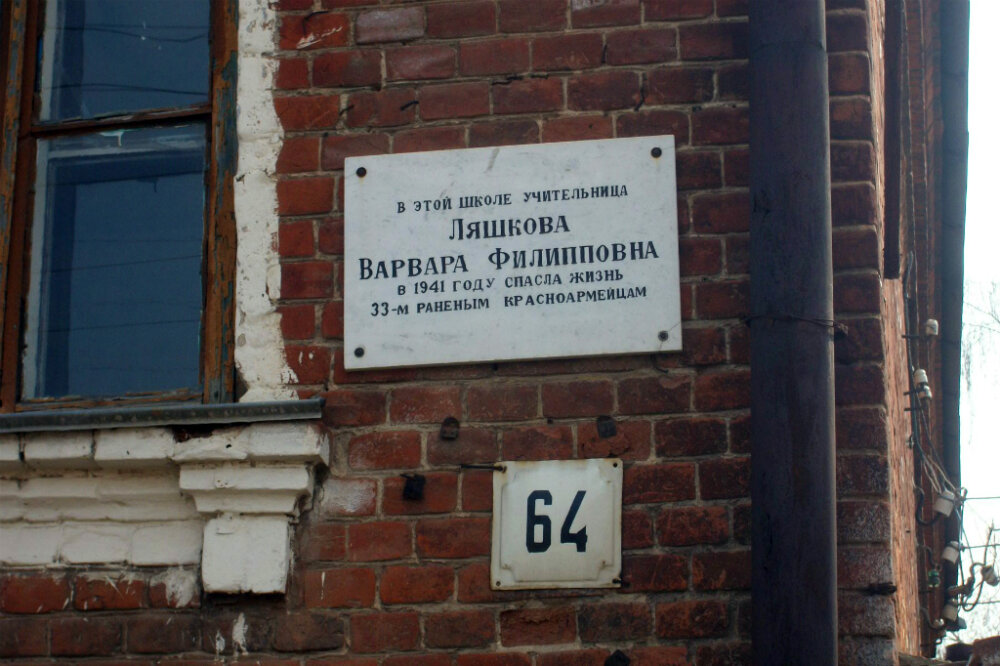 В ЭТОЙ ШКОЛЕ УЧИТЕЛЬНИЦА
ЛЯШКОВА
ВАРВАРА ФИЛИППОВНА
В 1941 ГОДУ СПАСЛА ЖИЗНЬ
33-М РАНЕНЫМ КРАСНОАРМЕЙЦАМ
64